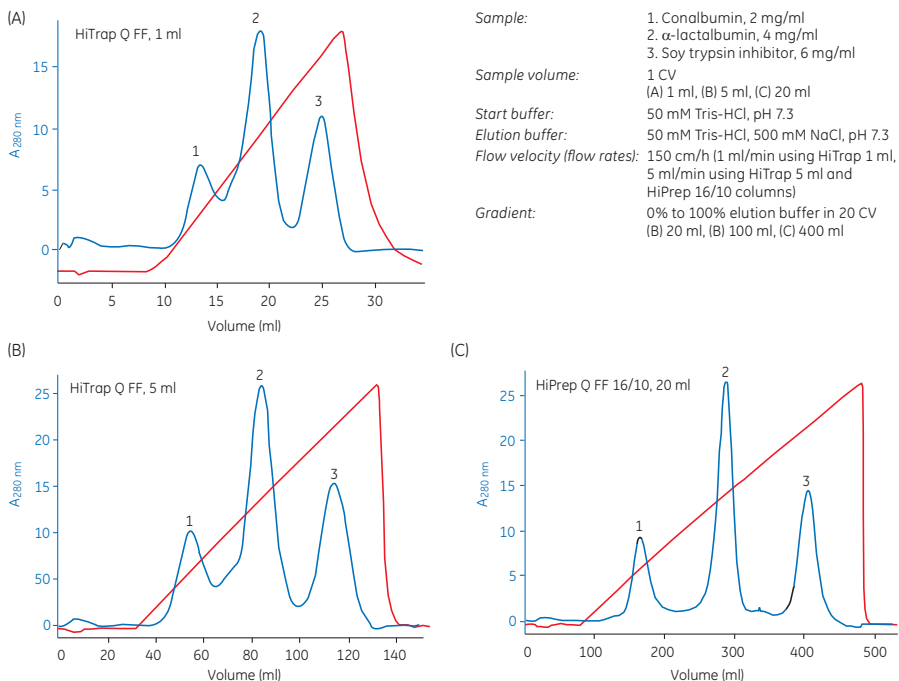 (A)
HiTrap Q FF, 1 ml
2
1
3
15
10
5
0
A280 nm
0 5 10 15 20 25 30
Volume (ml)
Sample: 1. Conalbumin, 2 mg/ml
2. α-lactalbumin, 4 mg/ml
3. Soy trypsin inhibitor, 6 mg/ml
Sample volume: 1 CV
(A) 1 ml, (B) 5 ml, (C) 20 ml
Start buffer: 50 mM Tris-HCl, pH 7.3
Elution buffer: 50 mM Tris-HCl, 500 mM NaCl, pH 7.3
Flow velocity (flow rates): 150 cm/h (1 ml/min using HiTrap 1 ml,
5 ml/min using HiTrap 5 ml and
HiPrep 16/10 columns)
Gradient: 0% to 100% elution buffer in 20 CV
(B) 20 ml, (B) 100 ml, (C) 400 ml
(B)
HiTrap Q FF, 5 ml
2
1
3
25
20
15
10
50
0
A280 nm
0 20 40 60 80 100 120 140
Volume (ml)
(C)
HiPrep Q FF 16/10, 20 ml
2
1
3
25
20
15
10
5
0
A280 nm
0 100 200 300 400 500
Volume (ml)